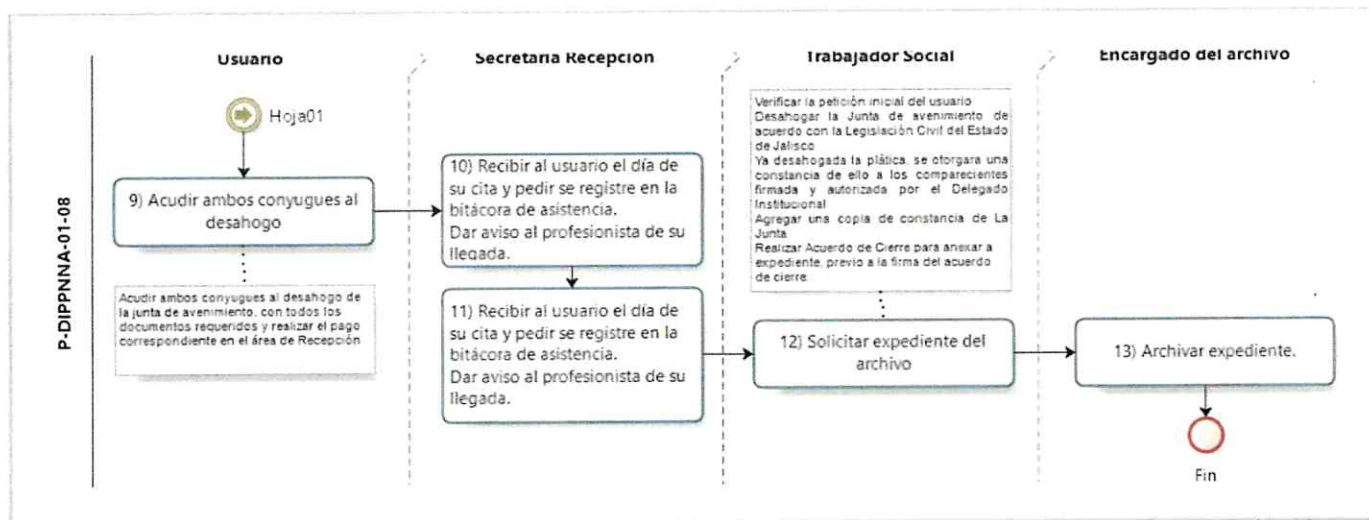 P-DIPPNNA-01-08
Usuario
Hoja01
9) Acudir ambos conyugues al
desahogo
Acudir ambos conyugues al desahogo de
la junta de avenimiento, con todos los
documentos requeridos y realizar el pago
correspondiente en el área de Recepción
Secretaria Recepción
10) Recibir al usuario el día de
su cita y pedir se registre en la
bitácora de asistencia.
Dar aviso al profesionista de su
llegada.
11) Recibir al usuario el día de
su cita y pedir se registre en la
bitácora de asistencia.
Dar aviso al profesionista de su
llegada.
Trabajador Social
Verificar la petición inicial del usuario
Desahogar la Junta de avenimiento de
acuerdo con la Legislación Civil del Estado
de Jalisco
Ya desahogada la plática, se otorgara una
constancia de ello a los comparecientes
firmada y autorizada por el Delegado
Institucional
Agregar una copia de constancia de La
Junta
Realizar Acuerdo de Cierre para anexar a
expediente, previo a la firma del acuerdo
de cierre
12) Solicitar expediente del
archivo
Encargado del archivo
13) Archivar expediente.
Fin